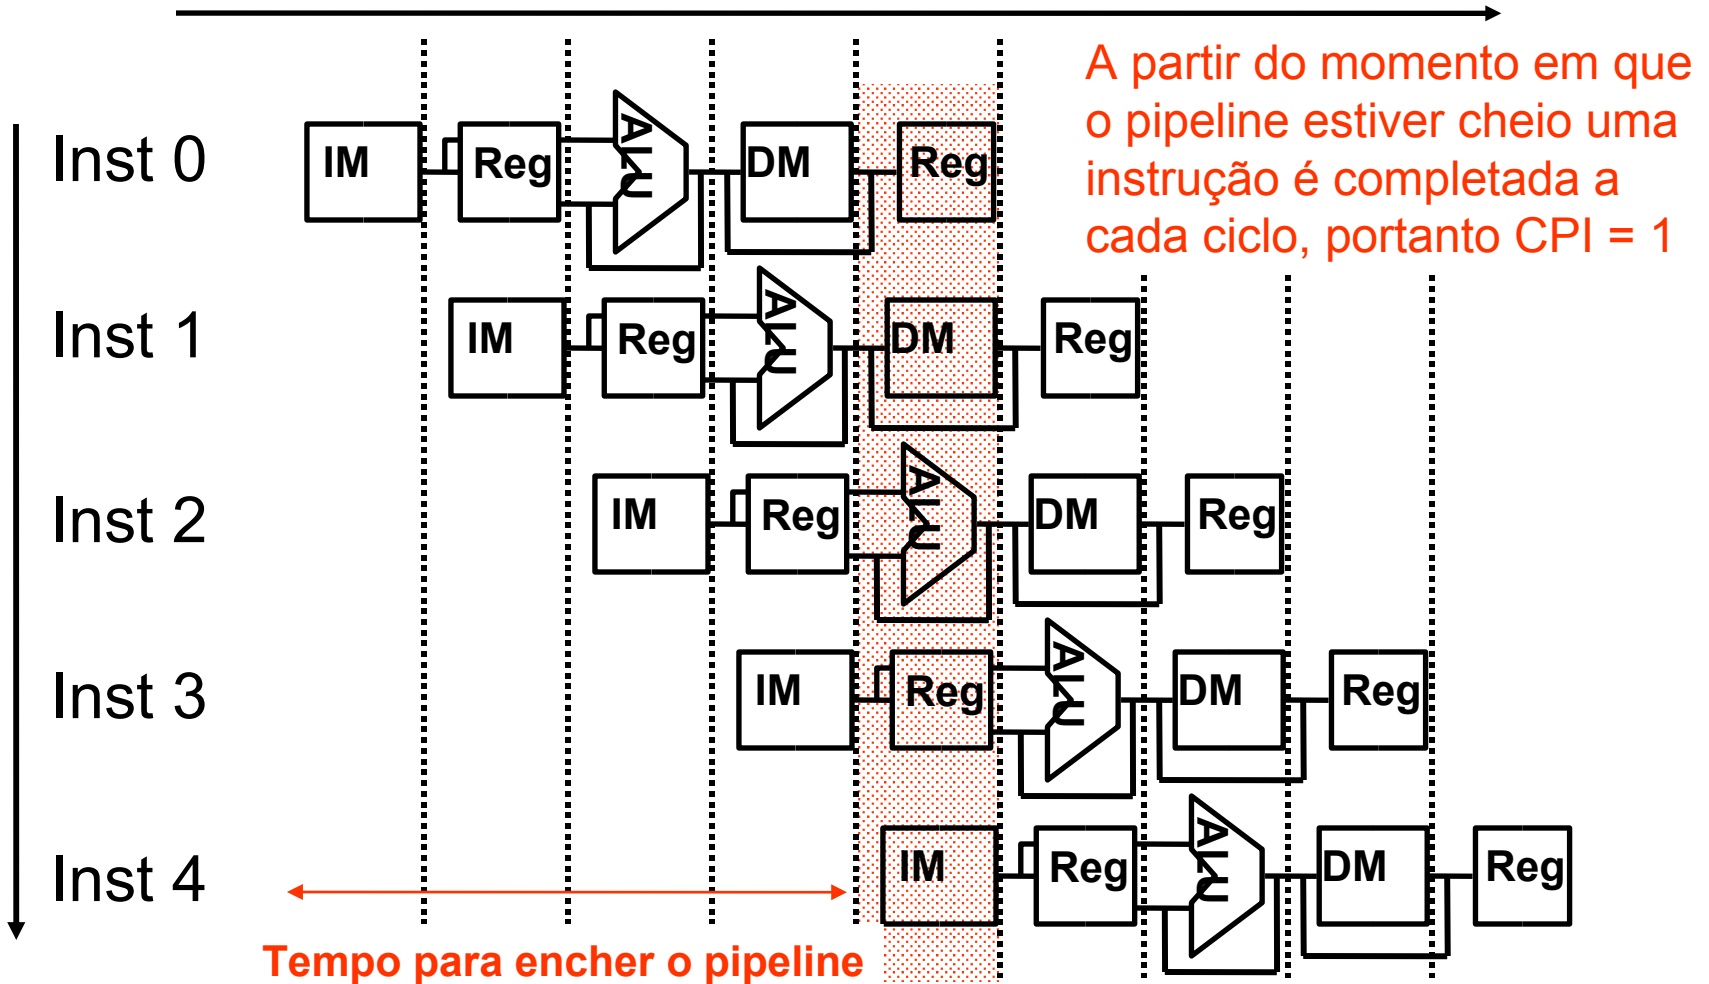 A partir do momento em que
o pipeline estiver cheio uma
instrução é completada a
cada ciclo, portanto CPI = 1
Inst 0 IM Reg ALU DM Reg
Inst 1 IM Reg ALU DM Reg
Inst 2 IM Reg ALU DM Reg
Inst 3 IM Reg ALU DM Reg
Inst 4 IM Reg ALU DM Reg
Tempo para encher o pipeline